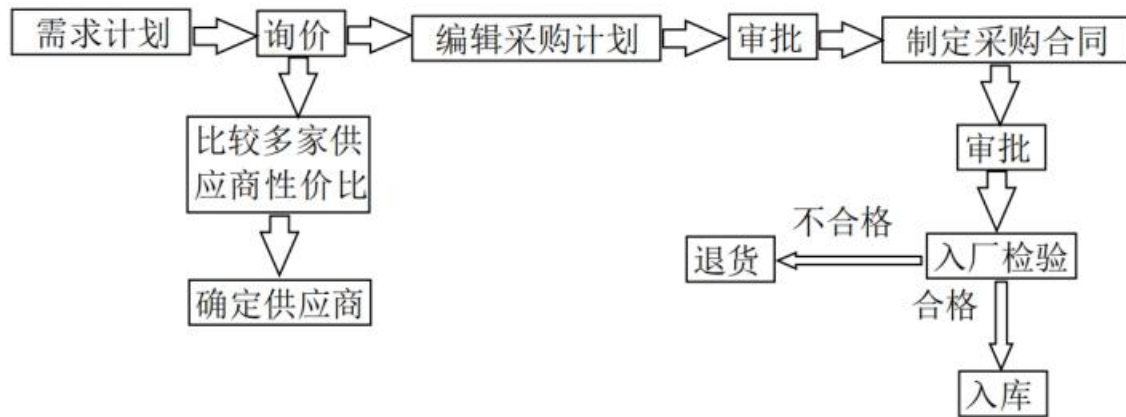 需求计划
询价
编辑采购计划
审批
制定采购合同
比较多家供
应商性价比
确定供应商
审批
不合格
退货
入厂检验
合格
入库